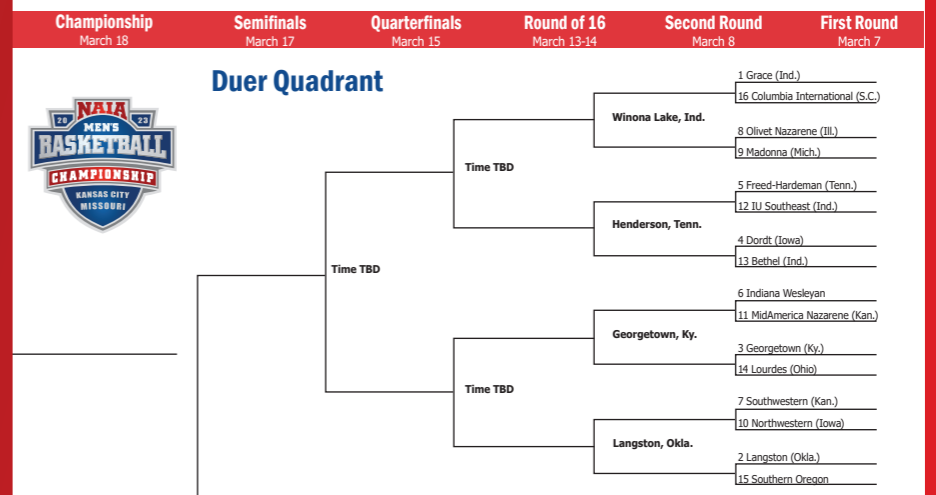 Championship
March 18
Semifinals
March 17
Quarterfinals
March 15
Round of 16
March 13-14
Second Round
March 8
First Round
March 7
Duer Quadrant
20 NAIA 23
MEN'S
BASKETBALL
CHAMPIONSHIP
KANSAS CITY
MISSOURI
1 Grace (Ind.)
16 Columbia International (S.C.)
Winona Lake, Ind.
8 Olivet Nazarene (Ill.)
9 Madonna (Mich.)
Time TBD
5 Freed-Hardeman (Tenn.)
12 IU Southeast (Ind.)
Henderson, Tenn.
4 Dordt (Iowa)
13 Bethel (Ind.)
Time TBD
6 Indiana Wesleyan
11 MidAmerica Nazarene (Kan.)
Georgetown, Ky.
3 Georgetown (Ky.)
14 Lourdes (Ohio)
Time TBD
7 Southwestern (Kan.)
10 Northwestern (Iowa)
Langston, Okla.
2 Langston (Okla.)
15 Southern Oregon